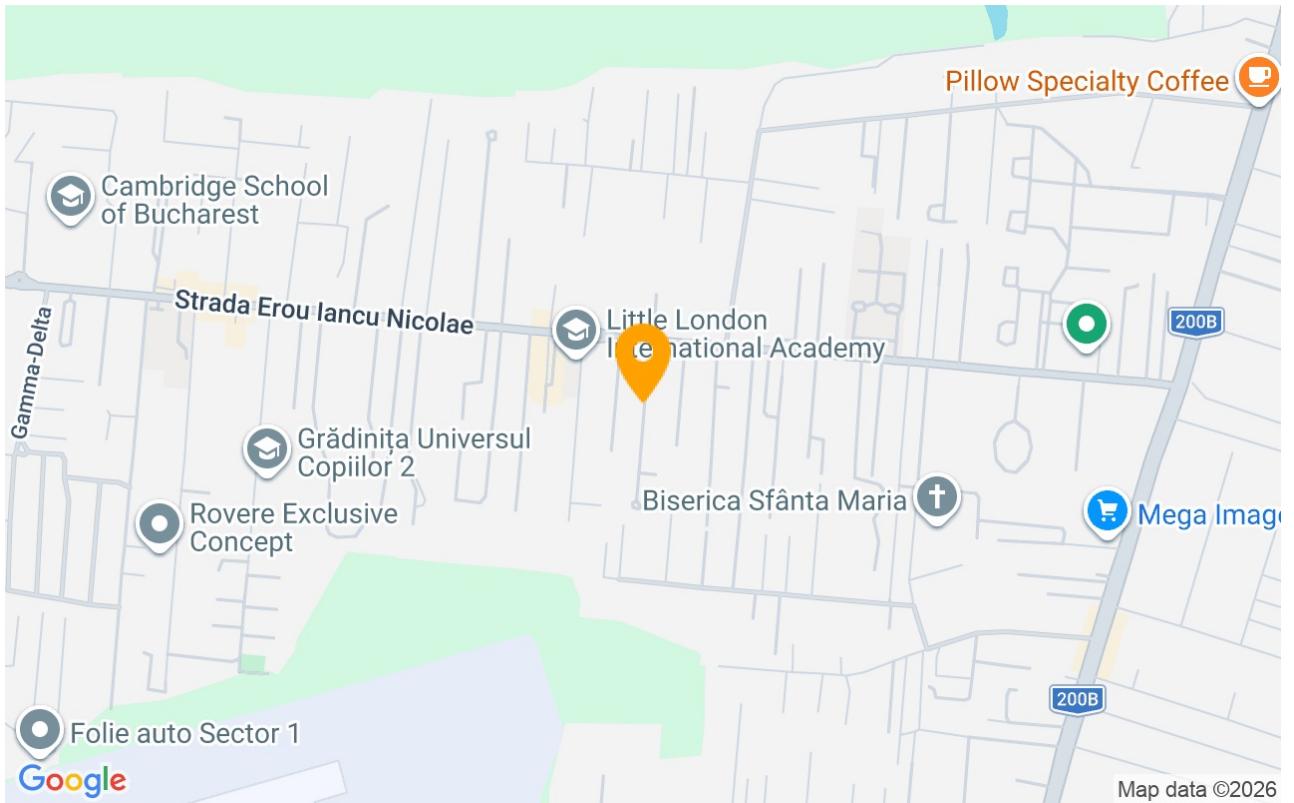 Pillow Specialty Coffee
Cambridge School
of Bucharest
Strada Erou Iancu Nicolae
Little London
International Academy
200B
Gamma-Delta
Grădinița Universul
Copiilor 2
Rovere Exclusive
Concept
Biserica Sfânta Maria
Mega Image
200B
Folie auto Sector 1
Google
Map data ©2026